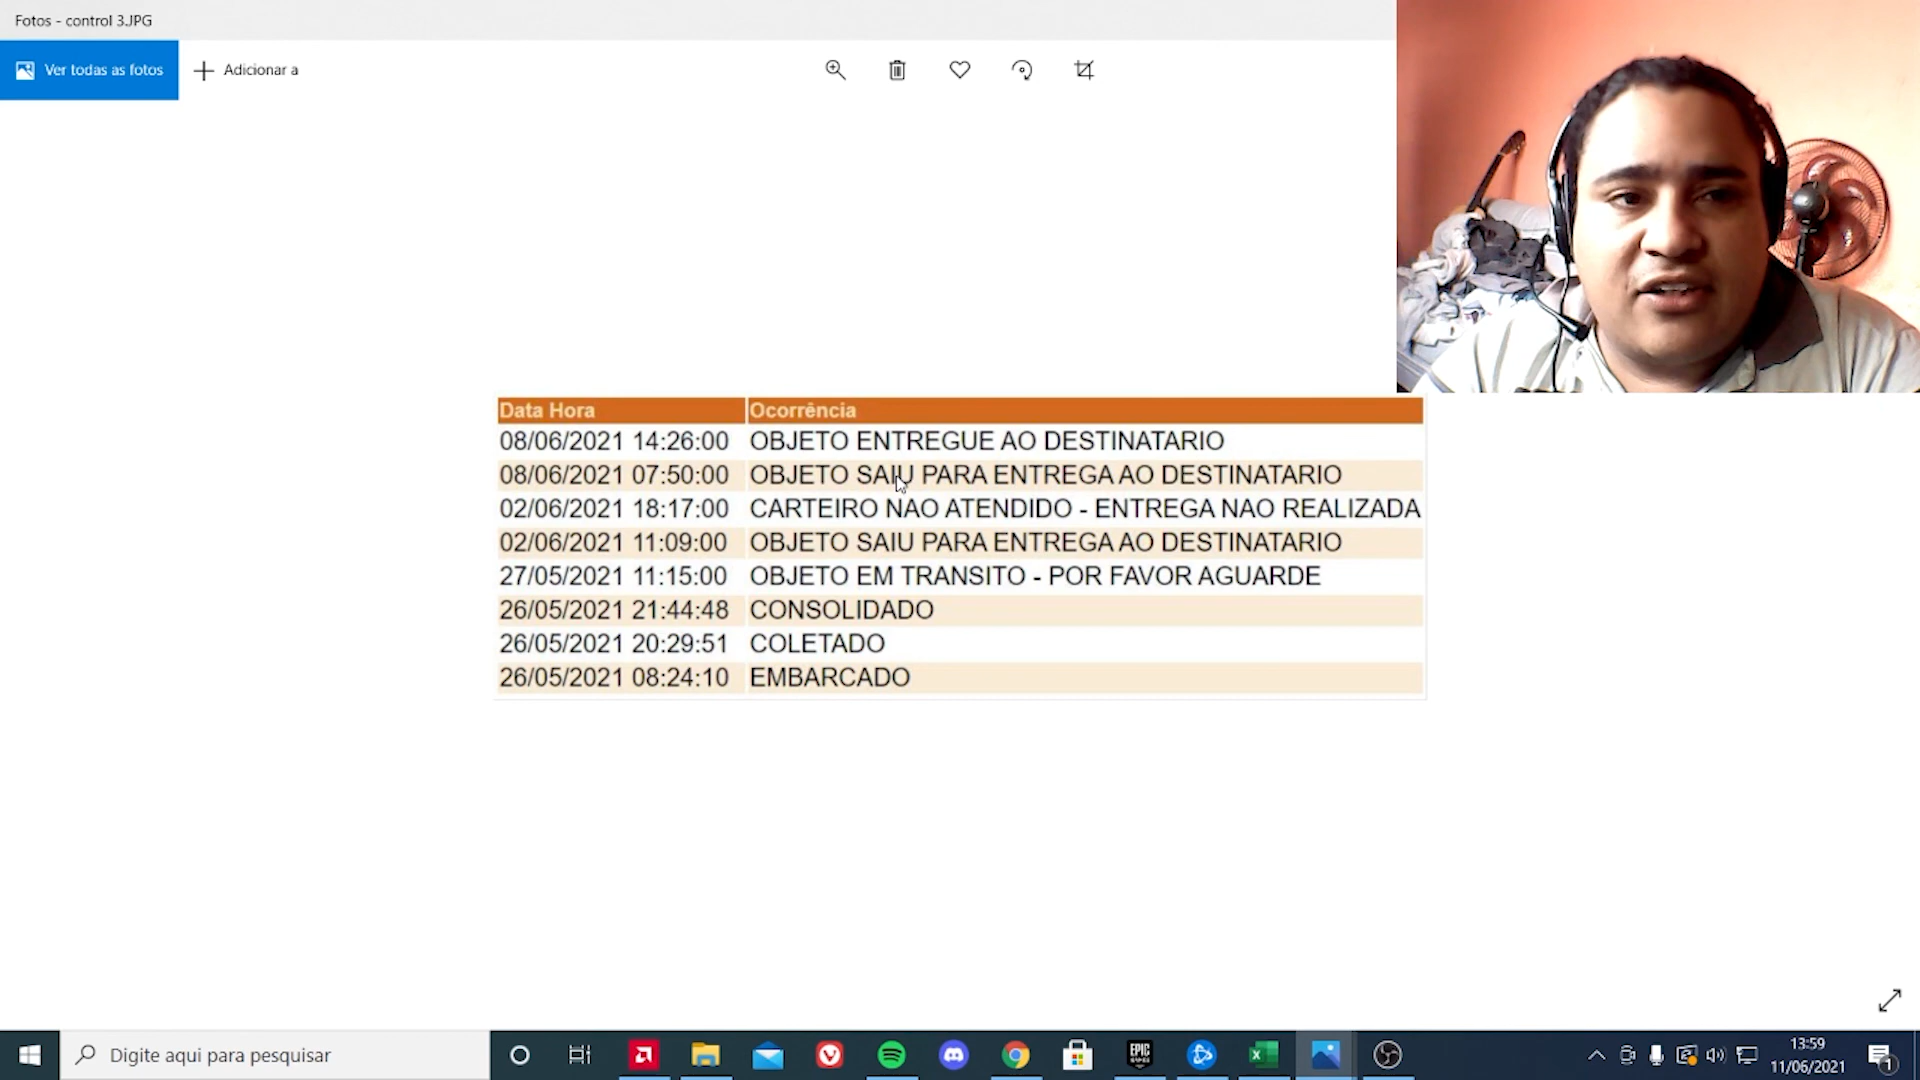 Fotos - control 3.JPG
Ver todas as fotos
Adicionar a
Data Hora Ocorrência
08/06/2021 14:26:00 OBJETO ENTREGUE AO DESTINATARIO
08/06/2021 07:50:00 OBJETO SAIU PARA ENTREGA AO DESTINATARIO
02/06/2021 18:17:00 CARTEIRO NAO ATENDIDO - ENTREGA NAO REALIZADA
02/06/2021 11:09:00 OBJETO SAIU PARA ENTREGA AO DESTINATARIO
27/05/2021 11:15:00 OBJETO EM TRANSITO - POR FAVOR AGUARDE
26/05/2021 21:44:48 CONSOLIDADO
26/05/2021 20:29:51 COLETADO
26/05/2021 08:24:10 EMBARCADO
Digite aqui para pesquisar
EPIC
GAMES
13:59
11/06/2021
1